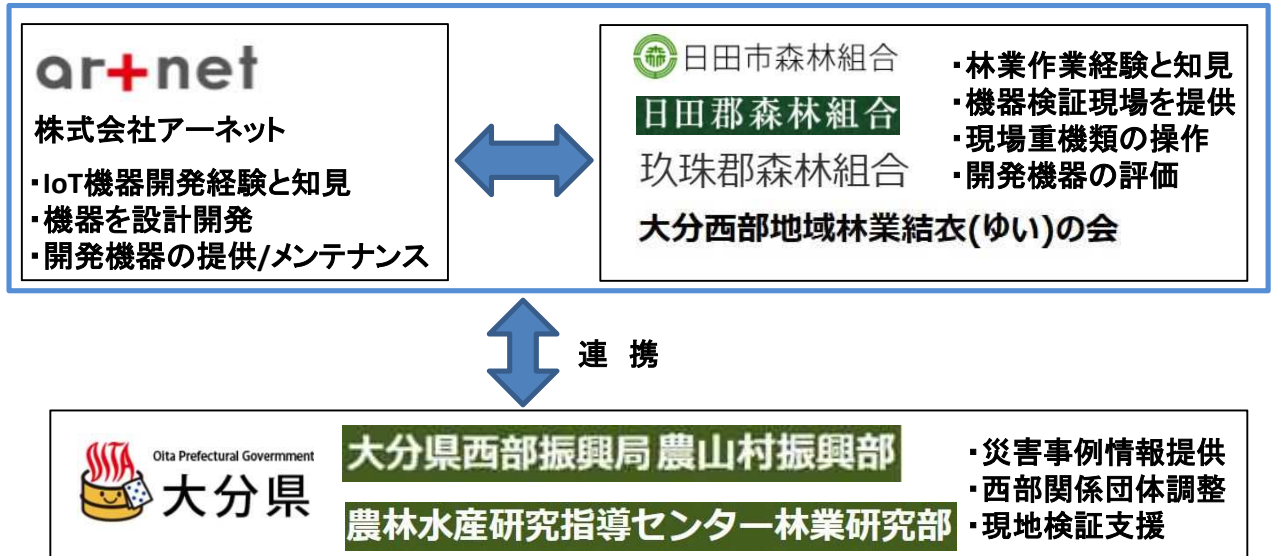 ar+net
株式会社アーネット
・IoT機器開発経験と知見
・機器を設計開発
・開発機器の提供/メンテナンス
日田市森林組合
日田郡森林組合
玖珠郡森林組合
大分西部地域林業結衣(ゆい)の会
・林業作業経験と知見
・機器検証現場を提供
・現場重機類の操作
・開発機器の評価
連 携
OITA
Oita Prefectural Government
大分県
大分県西部振興局 農山村振興部
農林水産研究指導センター林業研究部
・災害事例情報提供
・西部関係団体調整
・現地検証支援